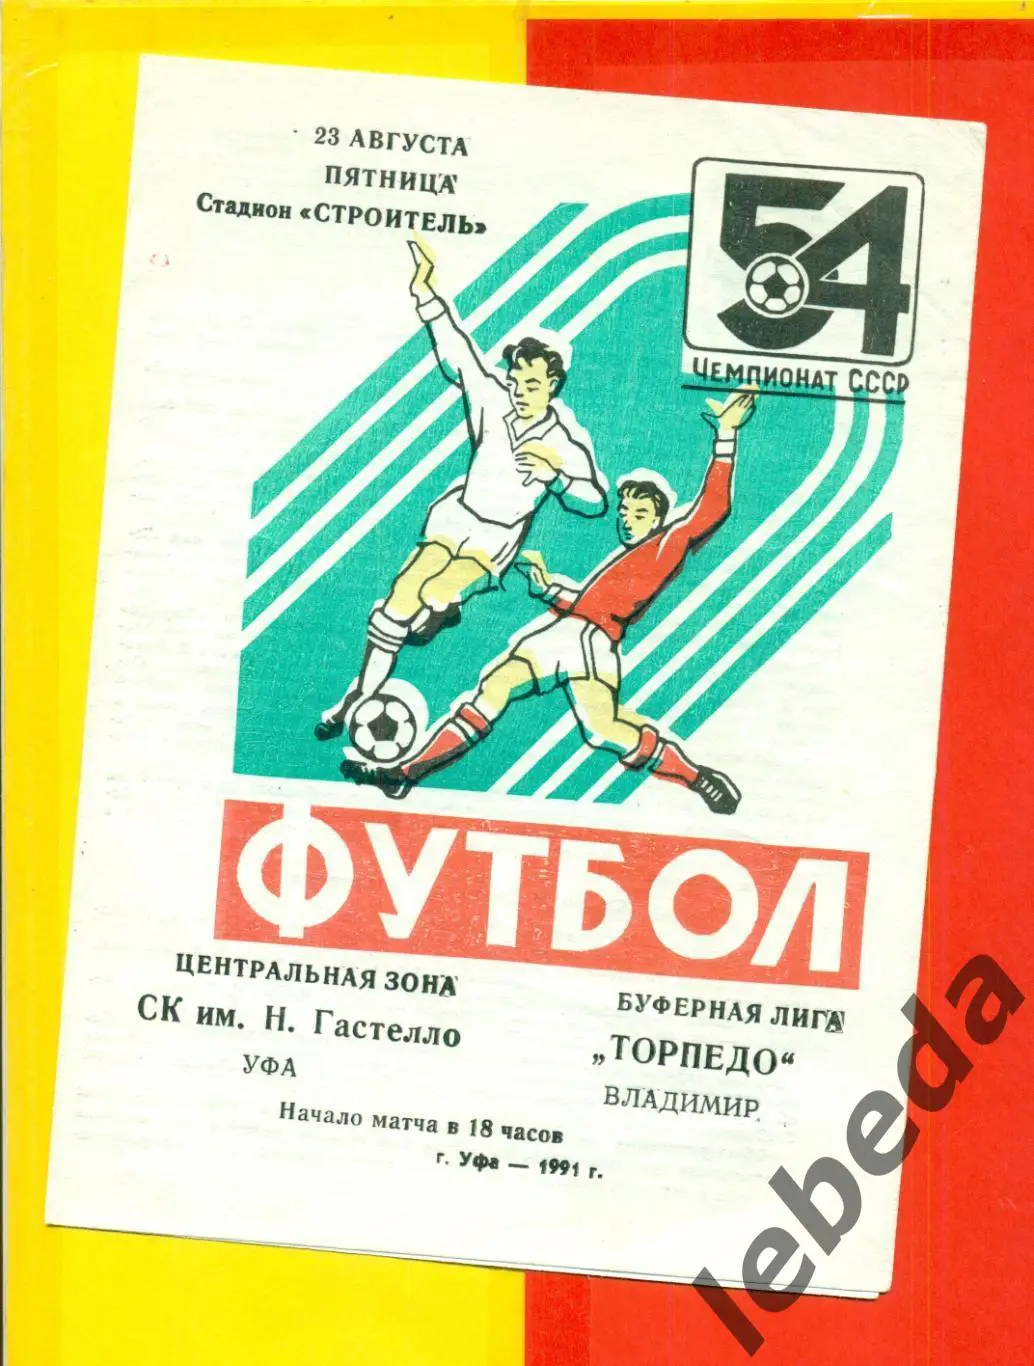 23 АВГУСТА
ПЯТНИЦА
Стадион «СТРОИТЕЛЬ»
54
ЧЕМПИОНАТ СССР
ФУТБОЛ
ЦЕНТРАЛЬНАЯ ЗОНА
СК им. Н. Гастелло
УФА
БУФЕРНАЯ ЛИГА
„ТОРПЕДО“
ВЛАДИМИР
Начало матча в 18 часов
г. Уфа — 1991 г.
lebeda